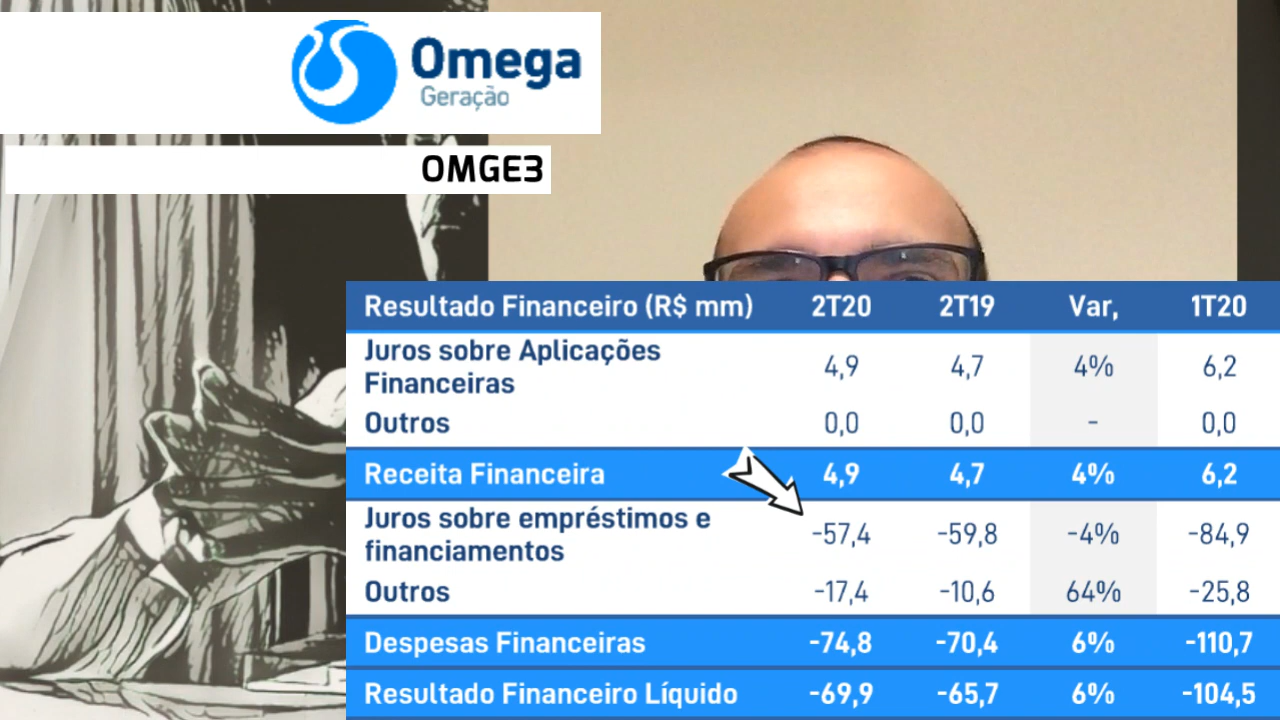 Omega
Geração
OMGE3
Resultado Financeiro (R$ mm) 2T20 2T19 Var, 1T20
Juros sobre Aplicações
Financeiras 4,9 4,7 4% 6,2
Outros 0,0 0,0 - 0,0
Receita Financeira 4,9 4,7 4% 6,2
Juros sobre empréstimos e
financiamentos -57,4 -59,8 -4% -84,9
Outros -17,4 -10,6 64% -25,8
Despesas Financeiras -74,8 -70,4 6% -110,7
Resultado Financeiro Líquido -69,9 -65,7 6% -104,5